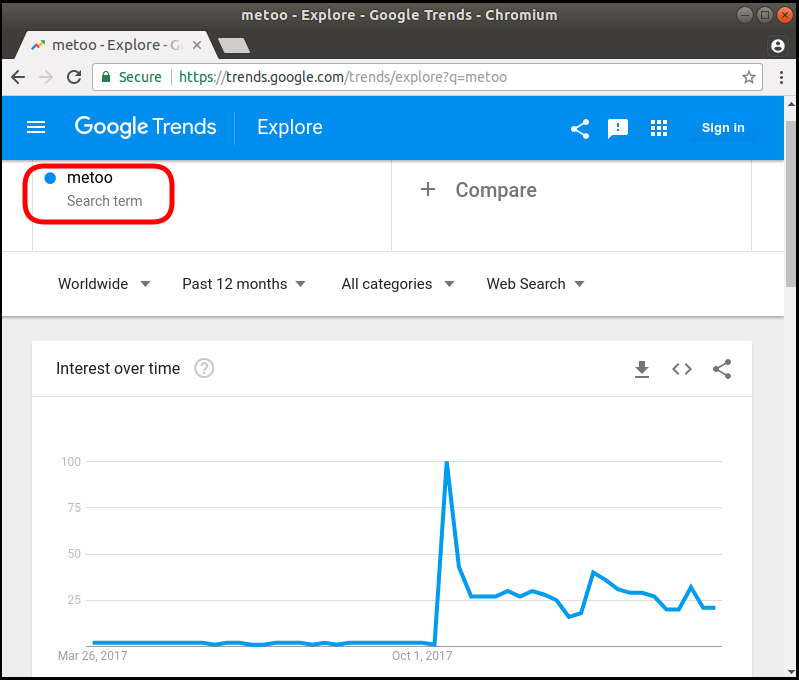 metoo - Explore - Google Trends - Chromium
metoo - Explore - Go
Secure https://trends.google.com/trends/explore?q=metoo
Google Trends Explore Sign in
metoo
Search term
+ Compare
Worldwide Past 12 months All categories Web Search
Interest over time ?
100
75
50
25
Mar 26, 2017 Oct 1, 2017